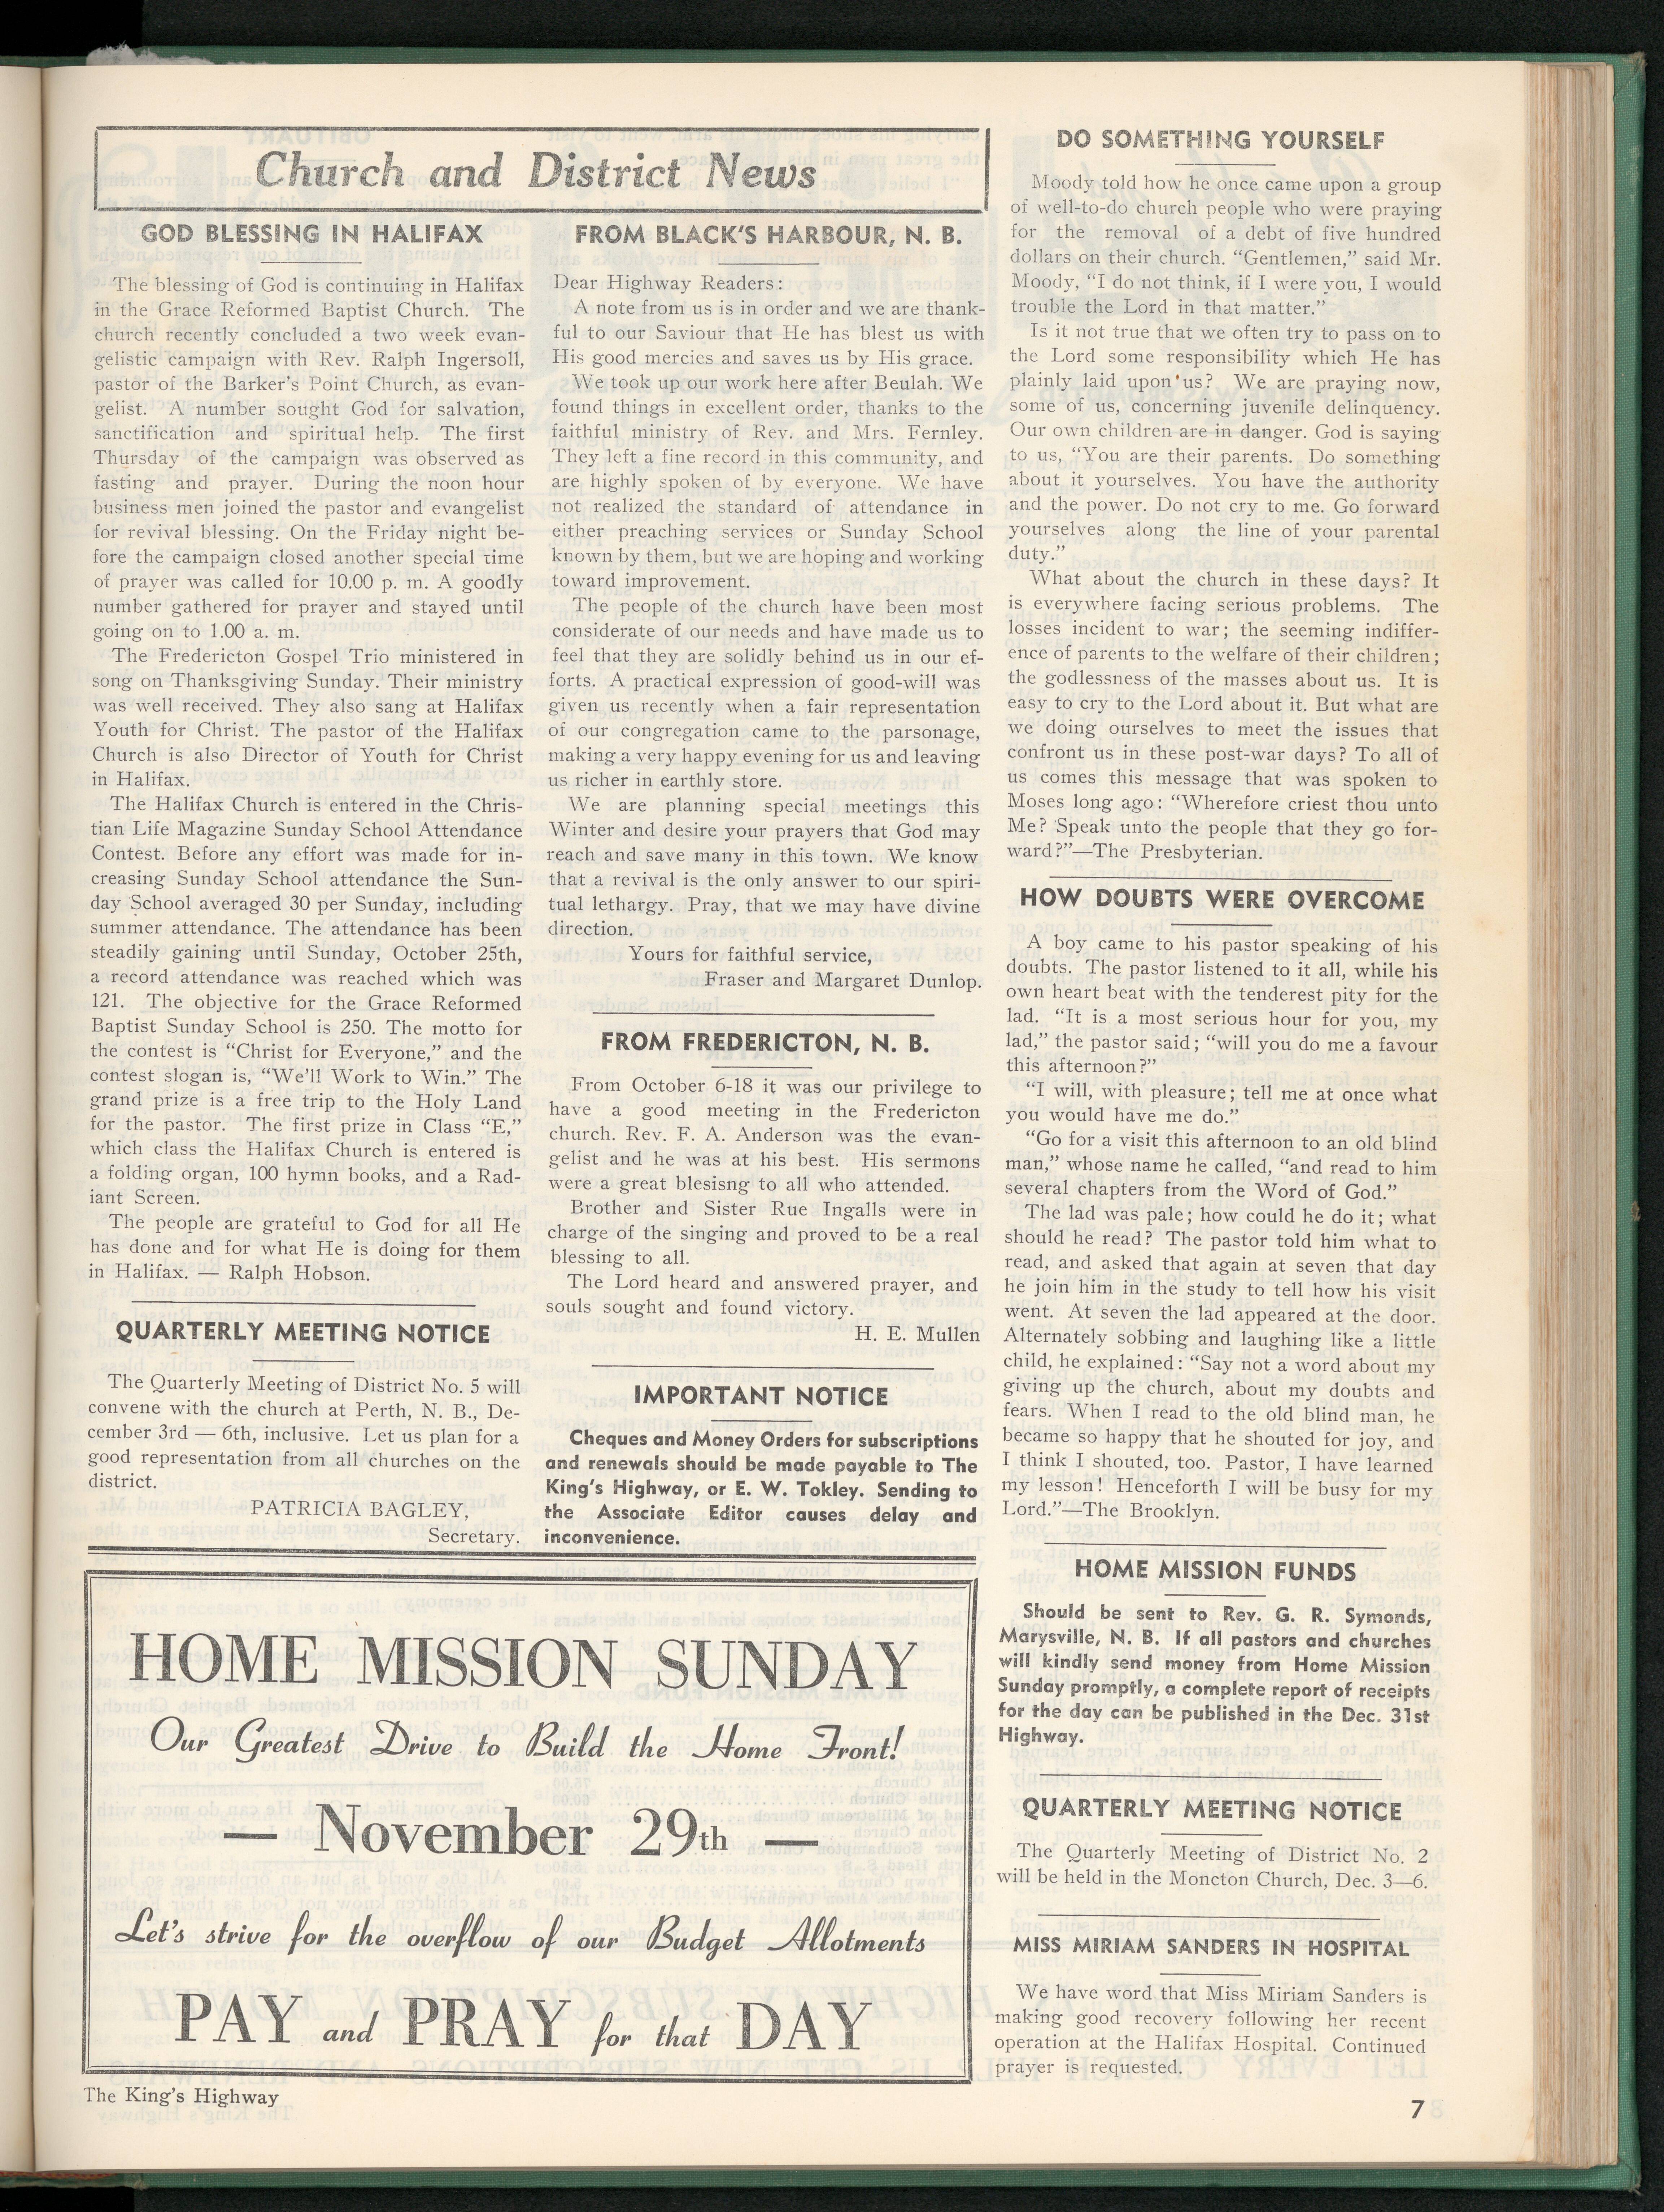 Church and District News
GOD BLESSING IN HALIFAX
The blessing of God is continuing in Halifax
in the Grace Reformed Baptist Church. The
church recently concluded a two week evan-
gelistic campaign with Rev. Ralph Ingersoll,
pastor of the Barker's Point Church, as evan-
gelist. A number sought God for salvation,
sanctification and spiritual help. The first
Thursday of the campaign was observed as
fasting and prayer. During the noon hour
business men joined the pastor and evangelist
for revival blessing. On the Friday night be-
fore the campaign closed another special time
of prayer was called for 10.00 p. m. A goodly
number gathered for prayer and stayed until
going on to 1.00 a. m.
The Fredericton Gospel Trio ministered in
song on Thanksgiving Sunday. Their ministry
was well received. They also sang at Halifax
Youth for Christ. The pastor of the Halifax
Church is also Director of Youth for Christ
in Halifax.
The Halifax Church is entered in the Chris-
tian Life Magazine Sunday School Attendance
Contest. Before any effort was made for in-
creasing Sunday School attendance the Sun-
day School averaged 30 per Sunday, including
summer attendance. The attendance has been
steadily gaining until Sunday, October 25th,
a record attendance was reached which was
121. The objective for the Grace Reformed
Baptist Sunday School is 250. The motto for
the contest is "Christ for Everyone," and the
contest slogan is, "We'll Work to Win." The
grand prize is a free trip to the Holy Land
for the pastor. The first prize in Class "E,"
which class the Halifax Church is entered is
a folding organ, 100 hymn books, and a Rad-
iant Screen.
The people are grateful to God for all He
has done and for what He is doing for them
in Halifax. — Ralph Hobson.
QUARTERLY MEETING NOTICE
The Quarterly Meeting of District No. 5 will
convene with the church at Perth, N. B., De-
cember 3rd — 6th, inclusive. Let us plan for a
good representation from all churches on the
district.
PATRICIA BAGLEY,
Secretary.
FROM BLACK'S HARBOUR, N. B.
Dear Highway Readers:
A note from us is in order and we are thank-
ful to our Saviour that He has blest us with
His good mercies and saves us by His grace.
We took up our work here after Beulah. We
found things in excellent order, thanks to the
faithful ministry of Rev. and Mrs. Fernley.
They left a fine record in this community, and
are highly spoken of by everyone. We have
not realized the standard of attendance in
either preaching services or Sunday School
known by them, but we are hoping and working
toward improvement.
The people of the church have been most
considerate of our needs and have made us to
feel that they are solidly behind us in our ef-
forts. A practical expression of good-will was
given us recently when a fair representation
of our congregation came to the parsonage,
making a very happy evening for us and leaving
us richer in earthly store.
We are planning special meetings this
Winter and desire your prayers that God may
reach and save many in this town. We know
that a revival is the only answer to our spiri-
tual lethargy. Pray, that we may have divine
direction.
Yours for faithful service,
Fraser and Margaret Dunlop.
FROM FREDERICTON, N. B.
From October 6-18 it was our privilege to
have a good meeting in the Fredericton
church. Rev. F. A. Anderson was the evan-
gelist and he was at his best. His sermons
were a great blesisng to all who attended.
Brother and Sister Rue Ingalls were in
charge of the singing and proved to be a real
blessing to all.
The Lord heard and answered prayer, and
souls sought and found victory.
H. E. Mullen
IMPORTANT NOTICE
Cheques and Money Orders for subscriptions
and renewals should be made payable to The
King's Highway, or E. W. Tokley. Sending to
the Associate Editor causes delay and
inconvenience.
HOME MISSION SUNDAY
Our Greatest Drive to Build the Home Front!
— November 29th —
Let's strive for the overflow of our Budget Allotments
PAY and PRAY for that DAY
DO SOMETHING YOURSELF
Moody told how he once came upon a group
of well-to-do church people who were praying
for the removal of a debt of five hundred
dollars on their church. "Gentlemen," said Mr.
Moody, "I do not think, if I were you, I would
trouble the Lord in that matter."
Is it not true that we often try to pass on to
the Lord some responsibility which He has
plainly laid upon us? We are praying now,
some of us, concerning juvenile delinquency.
Our own children are in danger. God is saying
to us, "You are their parents. Do something
about it yourselves. You have the authority
and the power. Do not cry to me. Go forward
yourselves along the line of your parental
duty."
What about the church in these days? It
is everywhere facing serious problems. The
losses incident to war; the seeming indiffer-
ence of parents to the welfare of their children;
the godlessness of the masses about us. It is
easy to cry to the Lord about it. But what are
we doing ourselves to meet the issues that
confront us in these post-war days? To all of
us comes this message that was spoken to
Moses long ago: "Wherefore criest thou unto
Me? Speak unto the people that they go for-
ward?"—The Presbyterian.
HOW DOUBTS WERE OVERCOME
A boy came to his pastor speaking of his
doubts. The pastor listened to it all, while his
own heart beat with the tenderest pity for the
lad. "It is a most serious hour for you, my
lad," the pastor said; "will you do me a favour
this afternoon?"
"I will, with pleasure; tell me at once what
you would have me do."
"Go for a visit this afternoon to an old blind
man," whose name he called, "and read to him
several chapters from the Word of God."
The lad was pale; how could he do it; what
should he read? The pastor told him what to
read, and asked that again at seven that day
he join him in the study to tell how his visit
went. At seven the lad appeared at the door.
Alternately sobbing and laughing like a little
child, he explained: "Say not a word about my
giving up the church, about my doubts and
fears. When I read to the old blind man, he
became so happy that he shouted for joy, and
I think I shouted, too. Pastor, I have learned
my lesson! Henceforth I will be busy for my
Lord."—The Brooklyn.
HOME MISSION FUNDS
Should be sent to Rev. G. R. Symonds,
Marysville, N. B. If all pastors and churches
will kindly send money from Home Mission
Sunday promptly, a complete report of receipts
for the day can be published in the Dec. 31st
Highway.
QUARTERLY MEETING NOTICE
The Quarterly Meeting of District No. 2
will be held in the Moncton Church, Dec. 3—6.
MISS MIRIAM SANDERS IN HOSPITAL
We have word that Miss Miriam Sanders is
making good recovery following her recent
operation at the Halifax Hospital. Continued
prayer is requested.
The King's Highway
7